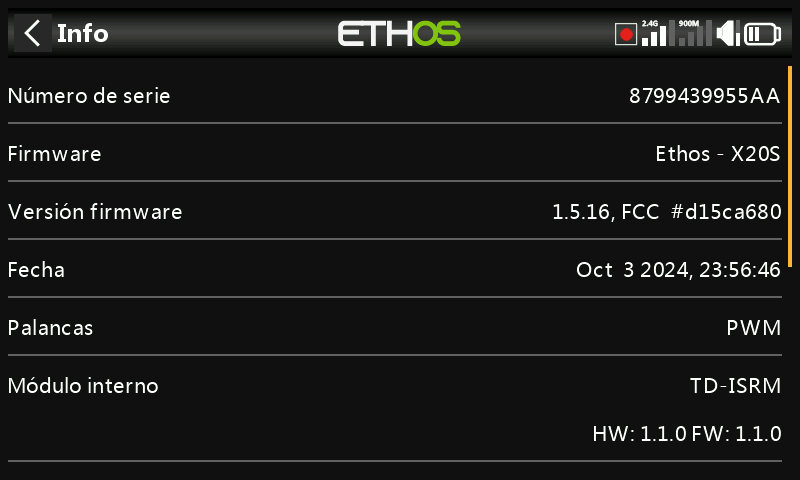 Info ETHOS 2.4G 900M
Número de serie 8799439955AA
Firmware Ethos - X20S
Versión firmware 1.5.16, FCC #d15ca680
Fecha Oct 3 2024, 23:56:46
Palancas PWM
Módulo interno TD-ISRM
HW: 1.1.0 FW: 1.1.0